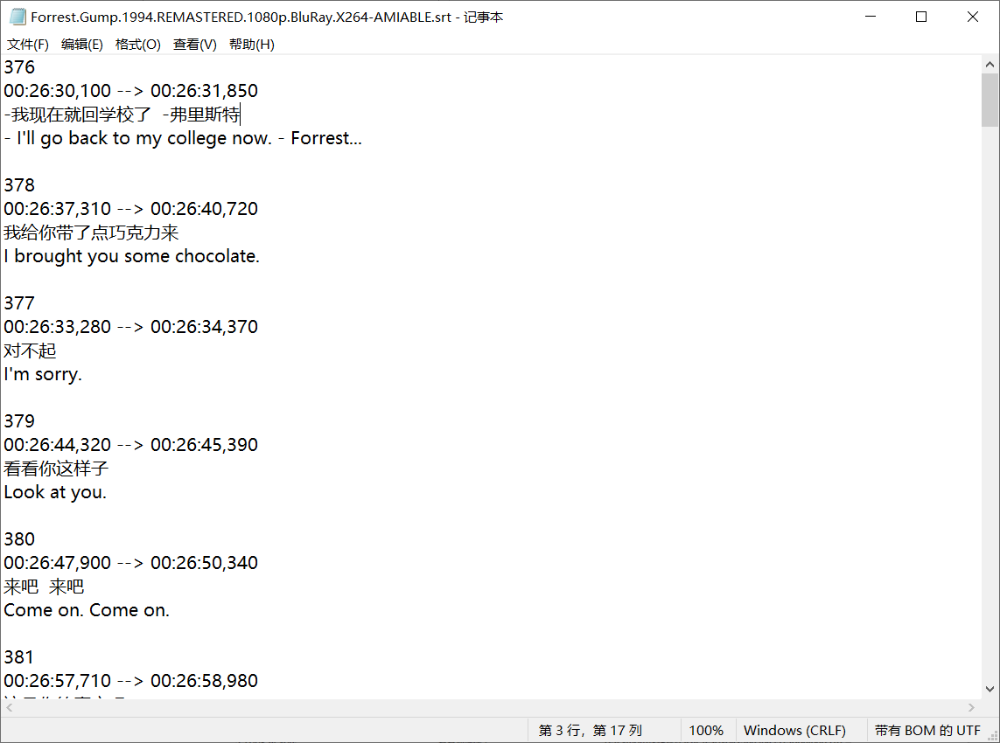 Forrest.Gump.1994.REMASTERED.1080p.BluRay.X264-AMIABLE.srt - 记事本
文件(F) 编辑(E) 格式(O) 查看(V) 帮助(H)
376
00:26:30,100 --> 00:26:31,850
-我现在就回学校了 -弗里斯特
- I'll go back to my college now. - Forrest...
378
00:26:37,310 --> 00:26:40,720
我给你带了点巧克力来
I brought you some chocolate.
377
00:26:33,280 --> 00:26:34,370
对不起
I'm sorry.
379
00:26:44,320 --> 00:26:45,390
看看你这样子
Look at you.
380
00:26:47,900 --> 00:26:50,340
来吧 来吧
Come on. Come on.
381
00:26:57,710 --> 00:26:58,980
第 3 行，第 17 列 100% Windows (CRLF) 带有 BOM 的 UTF